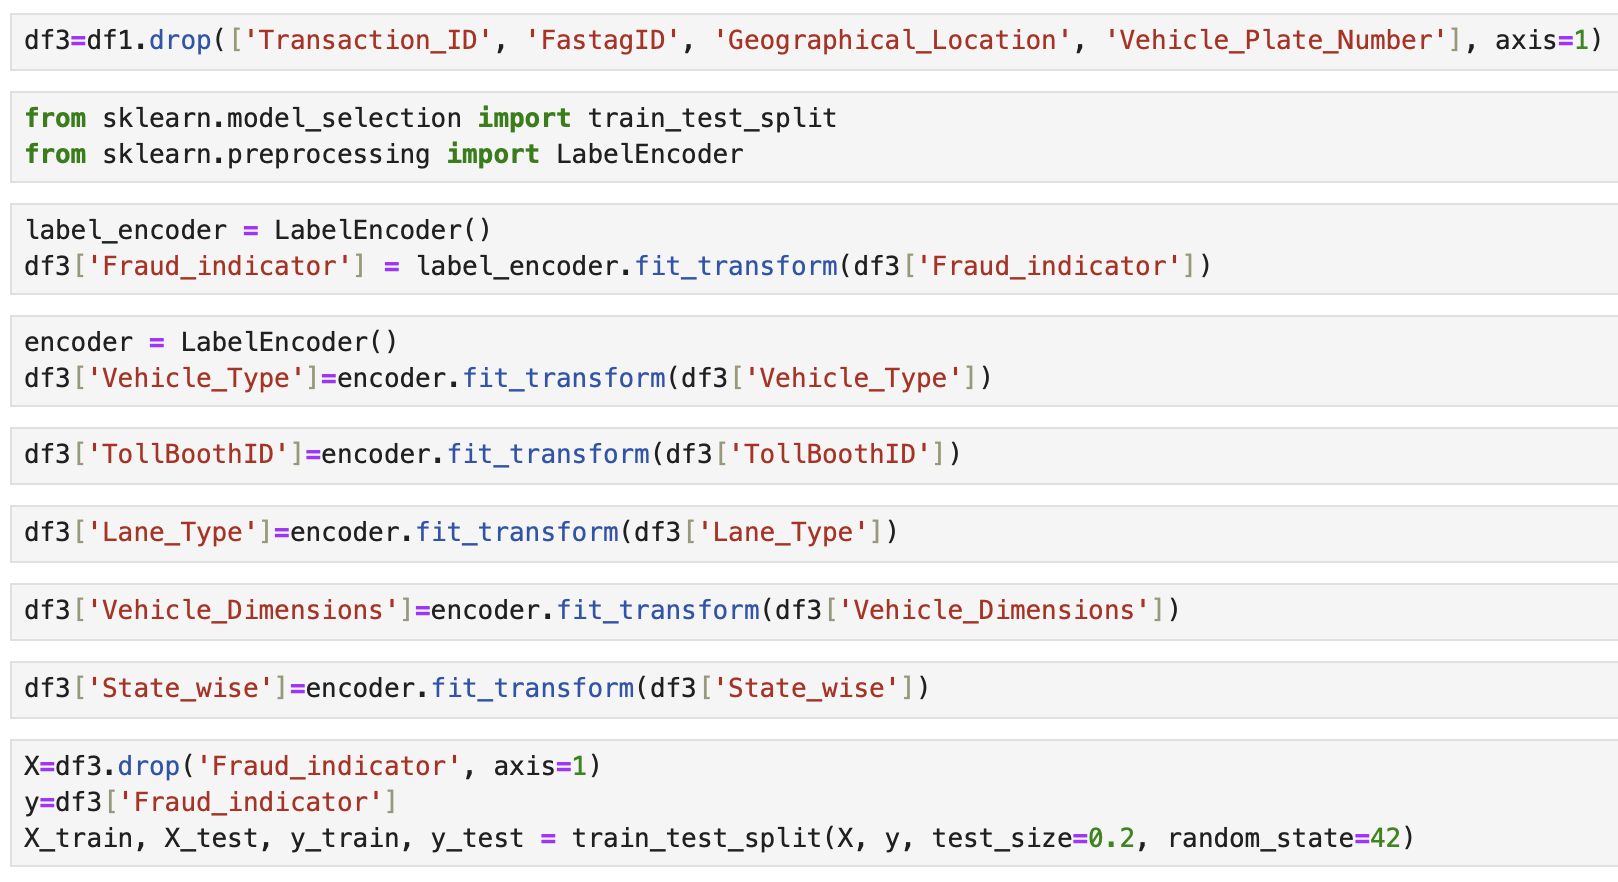 df3=df1.drop(['Transaction_ID', 'FastagID', 'Geographical_Location', 'Vehicle_Plate_Number'], axis=1)
from sklearn.model_selection import train_test_split
from sklearn.preprocessing import LabelEncoder
label_encoder = LabelEncoder()
df3['Fraud_indicator'] = label_encoder.fit_transform(df3['Fraud_indicator'])
encoder = LabelEncoder()
df3['Vehicle_Type']=encoder.fit_transform(df3['Vehicle_Type'])
df3['TollBoothID']=encoder.fit_transform(df3['TollBoothID'])
df3['Lane_Type']=encoder.fit_transform(df3['Lane_Type'])
df3['Vehicle_Dimensions']=encoder.fit_transform(df3['Vehicle_Dimensions'])
df3['State_wise']=encoder.fit_transform(df3['State_wise'])
X=df3.drop('Fraud_indicator', axis=1)
y=df3['Fraud_indicator']
X_train, X_test, y_train, y_test = train_test_split(X, y, test_size=0.2, random_state=42)